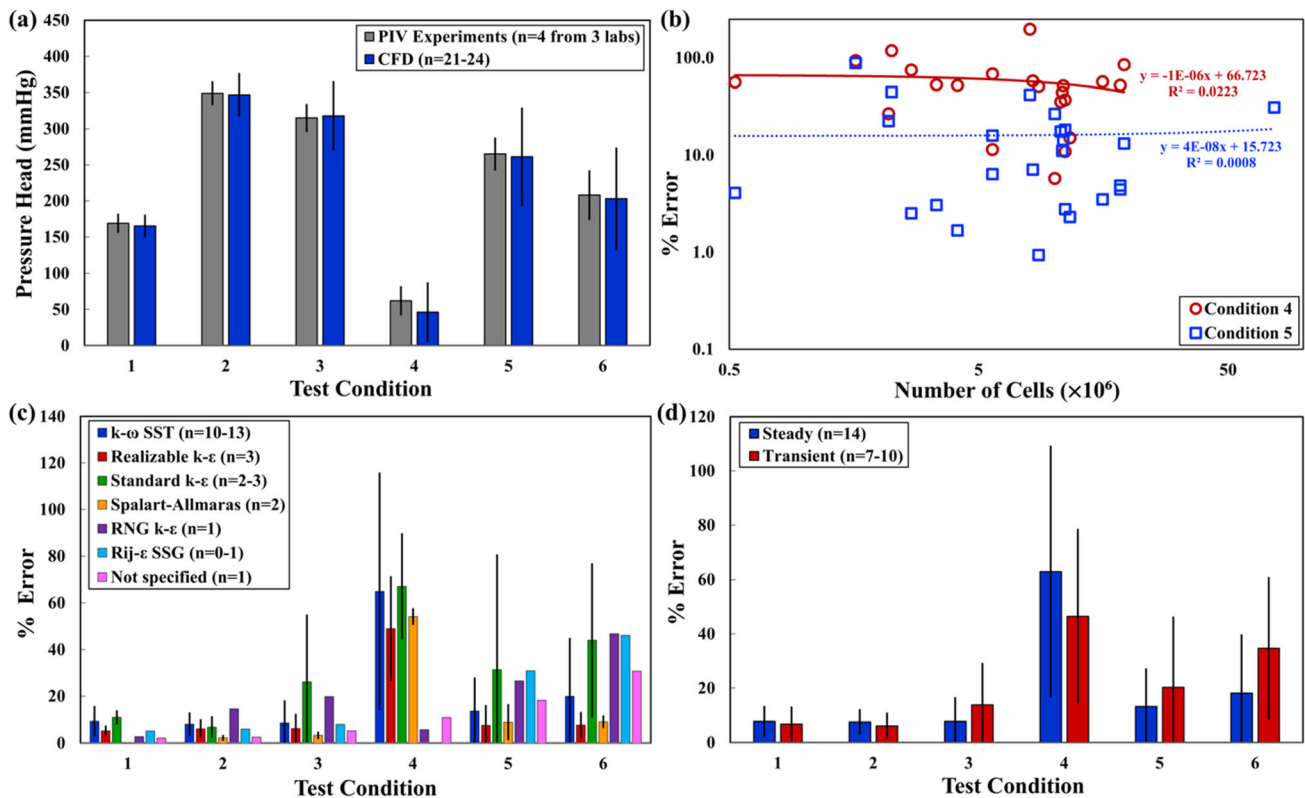 (a)
450
400
350
300
250
200
150
100
50
0
Pressure Head (mmHg)
PIV Experiments (n=4 from 3 labs)
CFD (n=21-24)
1 2 3 4 5 6
Test Condition
(b)
100.0
10.0
1.0
0.1
% Error
y = -1E-06x + 66.723
R² = 0.0223
y = 4E-08x + 15.723
R² = 0.0008
Condition 4
Condition 5
0.5 5 50
Number of Cells (×10⁶)
(c)
140
120
100
80
60
40
20
0
% Error
k-ω SST (n=10-13)
Realizable k-ε (n=3)
Standard k-ε (n=2-3)
Spalart-Allmaras (n=2)
RNG k-ε (n=1)
Rij-ε SSG (n=0-1)
Not specified (n=1)
1 2 3 4 5 6
Test Condition
(d)
120
100
80
60
40
20
0
% Error
Steady (n=14)
Transient (n=7-10)
1 2 3 4 5 6
Test Condition